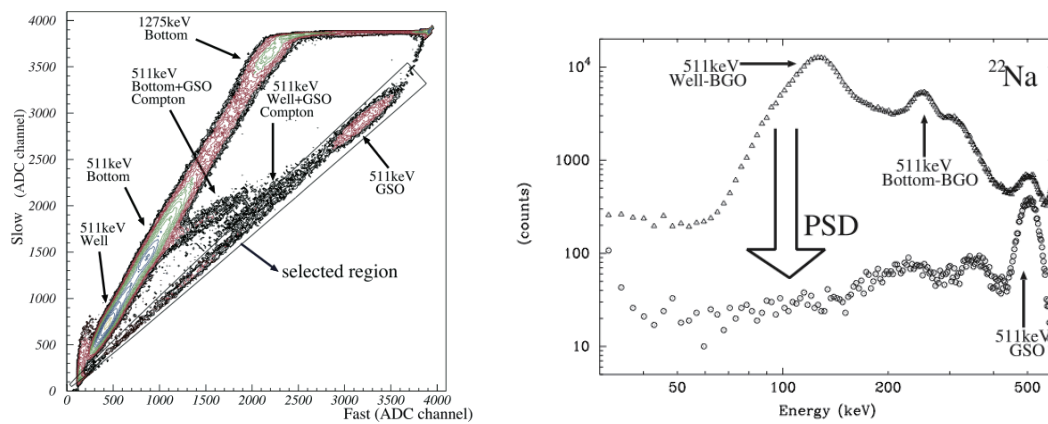 4000
3500
3000
2500
2000
1500
1000
500
0
Slow (ADC channel)
1275keV
Bottom
511keV
Bottom+GSO
Compton
511keV
Well+GSO
Compton
511keV
Bottom
511keV
GSO
511keV
Well
selected region
0 500 1000 1500 2000 2500 3000 3500 4000
Fast (ADC channel)
10^4
1000
100
10
(counts)
511keV
Well-BGO
22Na
511keV
Bottom-BGO
PSD
511keV
GSO
50 100 200 500
Energy (keV)